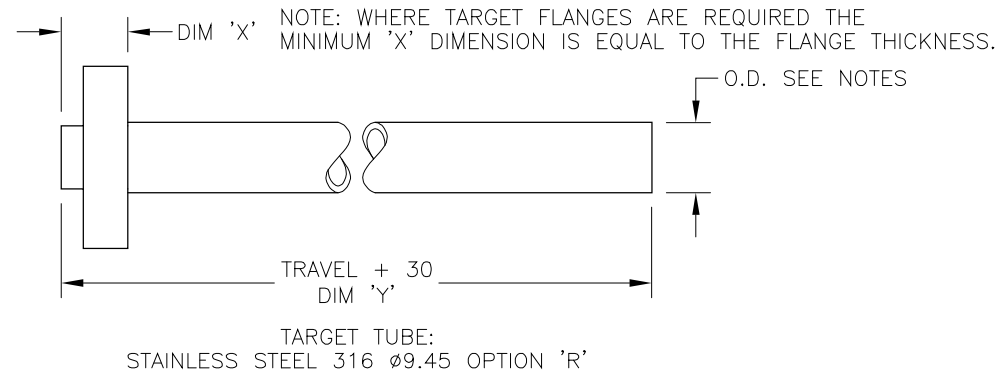 DIM 'X'
NOTE: WHERE TARGET FLANGES ARE REQUIRED THE
MINIMUM 'X' DIMENSION IS EQUAL TO THE FLANGE THICKNESS.
O.D. SEE NOTES
TRAVEL + 30
DIM 'Y'
TARGET TUBE:
STAINLESS STEEL 316 ⌀9.45 OPTION 'R'